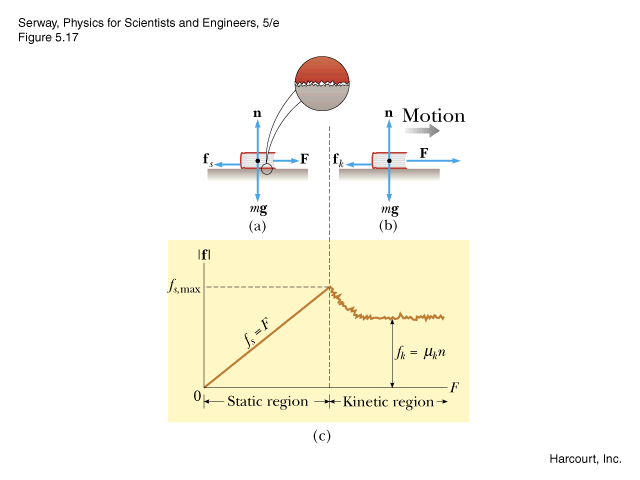 Serway, Physics for Scientists and Engineers, 5/e
Figure 5.17
n
n
Motion
fs
F
fk
F
mg
mg
(a)
(b)
|f|
fs,max
fs = F
fk = μkn
0
F
Static region
Kinetic region
(c)
Harcourt, Inc.